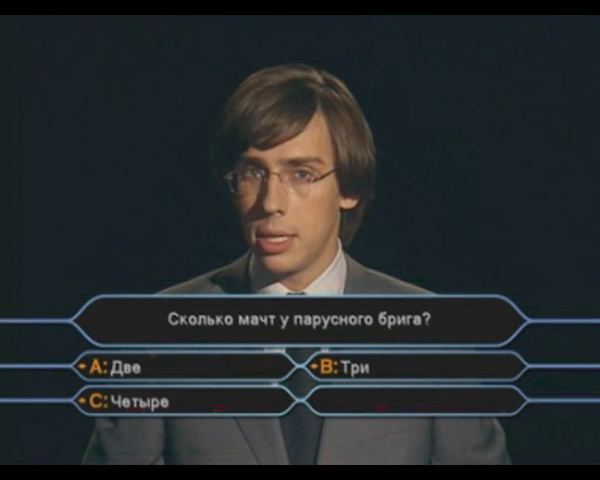 Сколько мачт у парусного брига?
A: Две
B: Три
C: Четыре